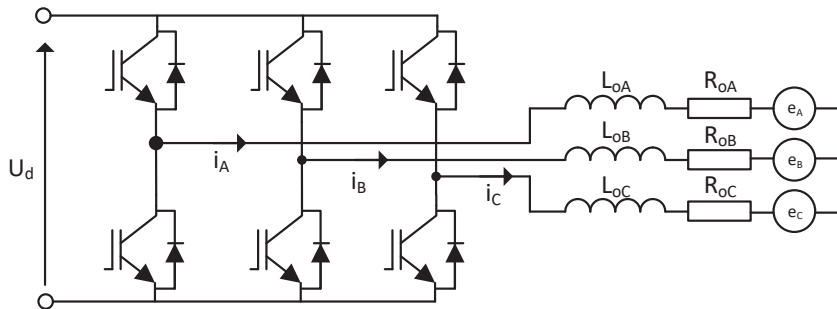 U_d
i_A
i_B
i_C
L_oA
R_oA
e_A
L_oB
R_oB
e_B
L_oC
R_oC
e_C